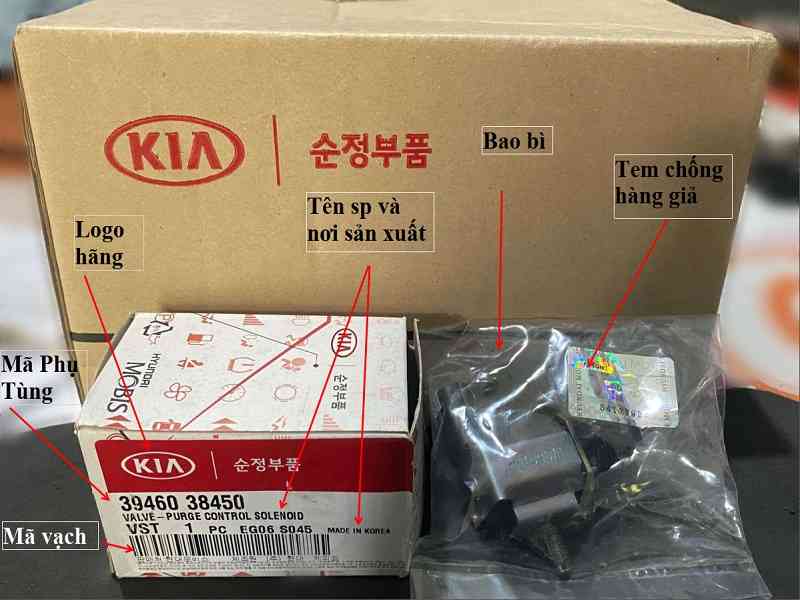 KIA 순정부품
Bao bì
Tem chống
hàng giả
Tên sp và
nơi sản xuất
Logo
hãng
Mã Phụ
Tùng
Mã vạch
HYUNDAI
MOBIS
KIA 순정부품
KIA 순정부품
39460 38450
VALVE-PURGE CONTROL SOLENOID
VST 1 PC EG06 S045 MADE IN KOREA